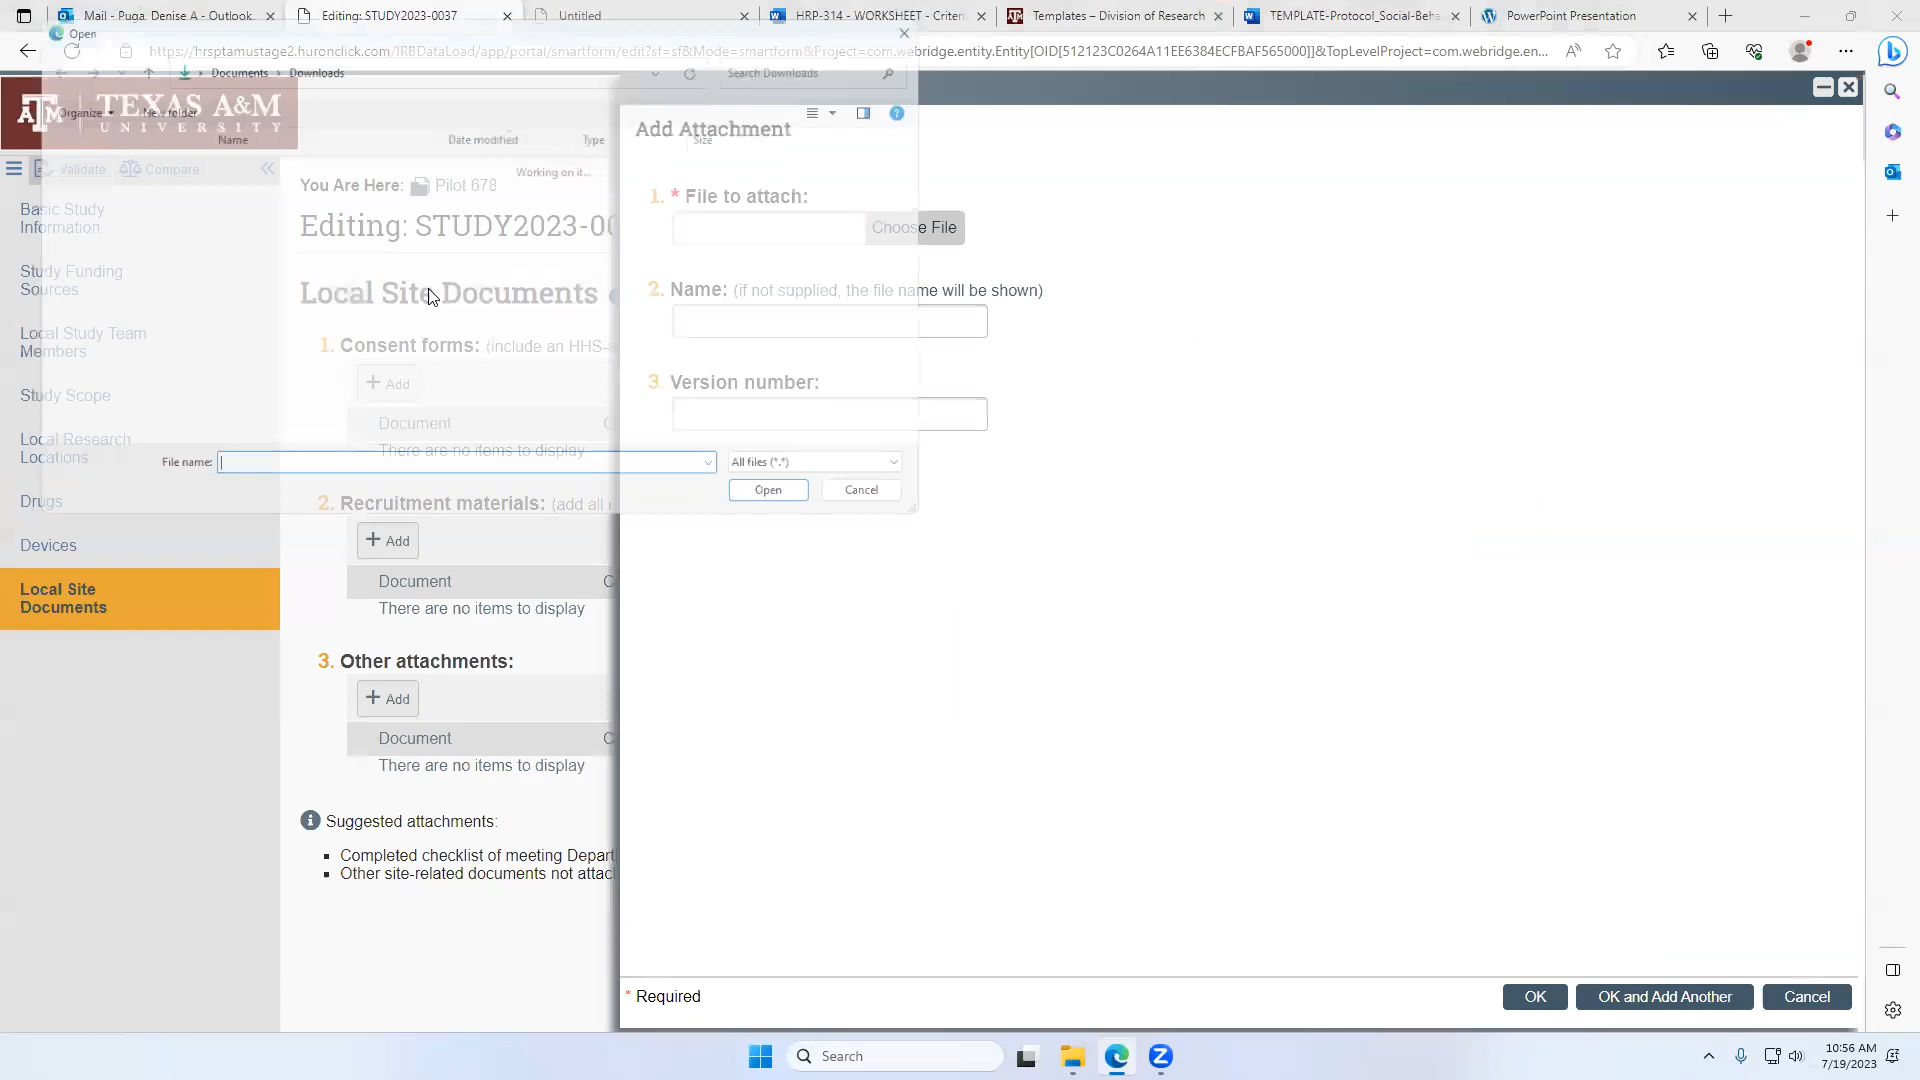 Mail - Puga, Denise A - Outlook
Editing: STUDY2023-0037
Untitled
HRP-314 - WORKSHEET - Criteri
Templates – Division of Research
TEMPLATE-Protocol_Social-Beha
PowerPoint Presentation
Open
https://hrsptamustage2.huronclick.com/IRBDataLoad/app/portal/smartform/edit?sf=sf&Mode=smartform&Project=com.webridge.entity.Entity[OID[512123C0264A11EE6384ECFBAF565000]]&TopLevelProject=com.webridge.en...
Documents > Downloads
Search Downloads
TEXAS A&M
UNIVERSITY
Organize
New folder
Name
Date modified
Type
Size
Working on it...
Add Attachment
Validate
Compare
You Are Here: Pilot 678
Editing: STUDY2023-00
Local Site Documents
Basic Study
Information
Study Funding
Sources
Local Study Team
Members
Study Scope
Local Research
Locations
Drugs
Devices
Local Site
Documents
1. Consent forms: (include an HHS-a
+ Add
Document
There are no items to display
2. Recruitment materials: (add all
+ Add
Document
There are no items to display
3. Other attachments:
+ Add
Document
There are no items to display
Suggested attachments:
Completed checklist of meeting Depart
Other site-related documents not attac
1. * File to attach:
Choose File
2. Name: (if not supplied, the file name will be shown)
3. Version number:
File name:
All files (*.*)
Open
Cancel
* Required
OK
OK and Add Another
Cancel
Search
10:56 AM
7/19/2023